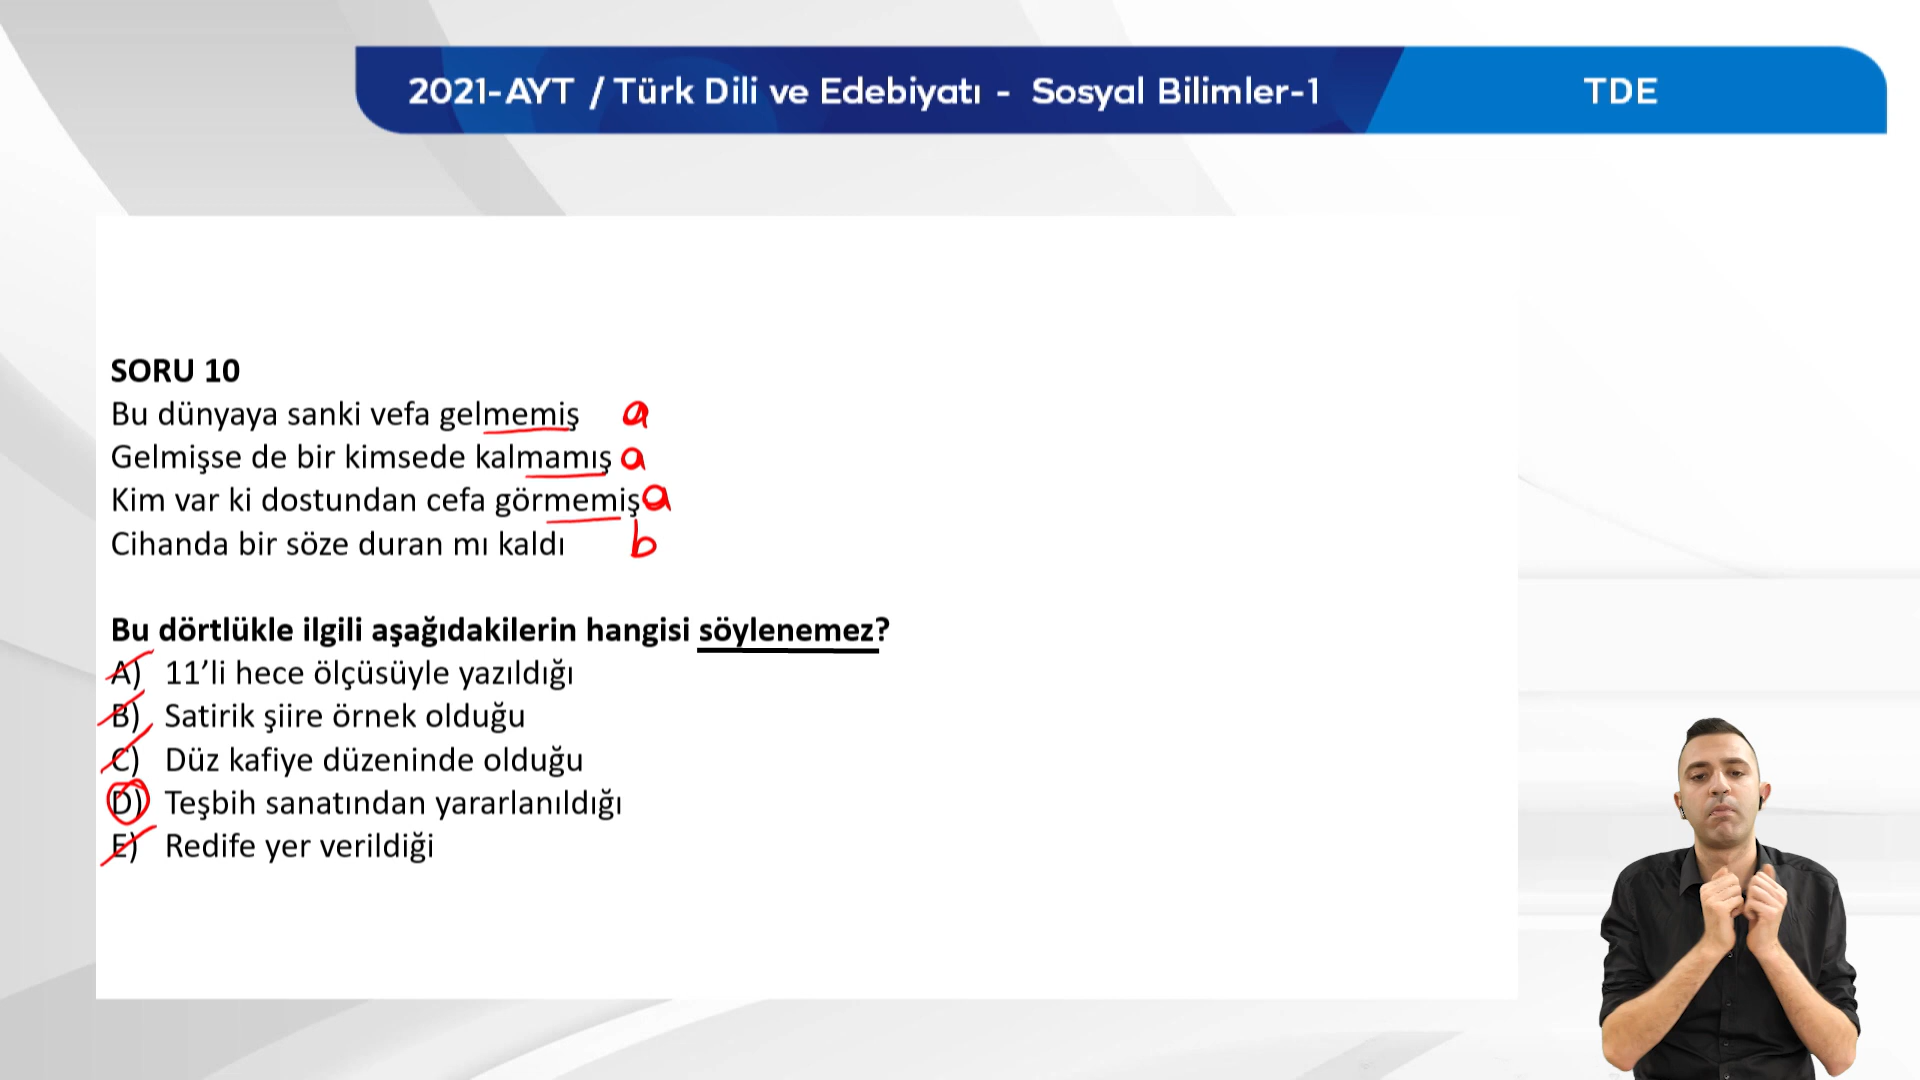 2021-AYT / Türk Dili ve Edebiyatı - Sosyal Bilimler-1 TDE
SORU 10
Bu dünyaya sanki vefa gelmemiş a
Gelmişse de bir kimsede kalmamış a
Kim var ki dostundan cefa görmemiş a
Cihanda bir söze duran mı kaldı b
Bu dörtlükle ilgili aşağıdakilerin hangisi söylenemez?
A) 11’li hece ölçüsüyle yazıldığı
B) Satirik şiire örnek olduğu
C) Düz kafiye düzeninde olduğu
D) Teşbih sanatından yararlanıldığı
E) Redife yer verildiği